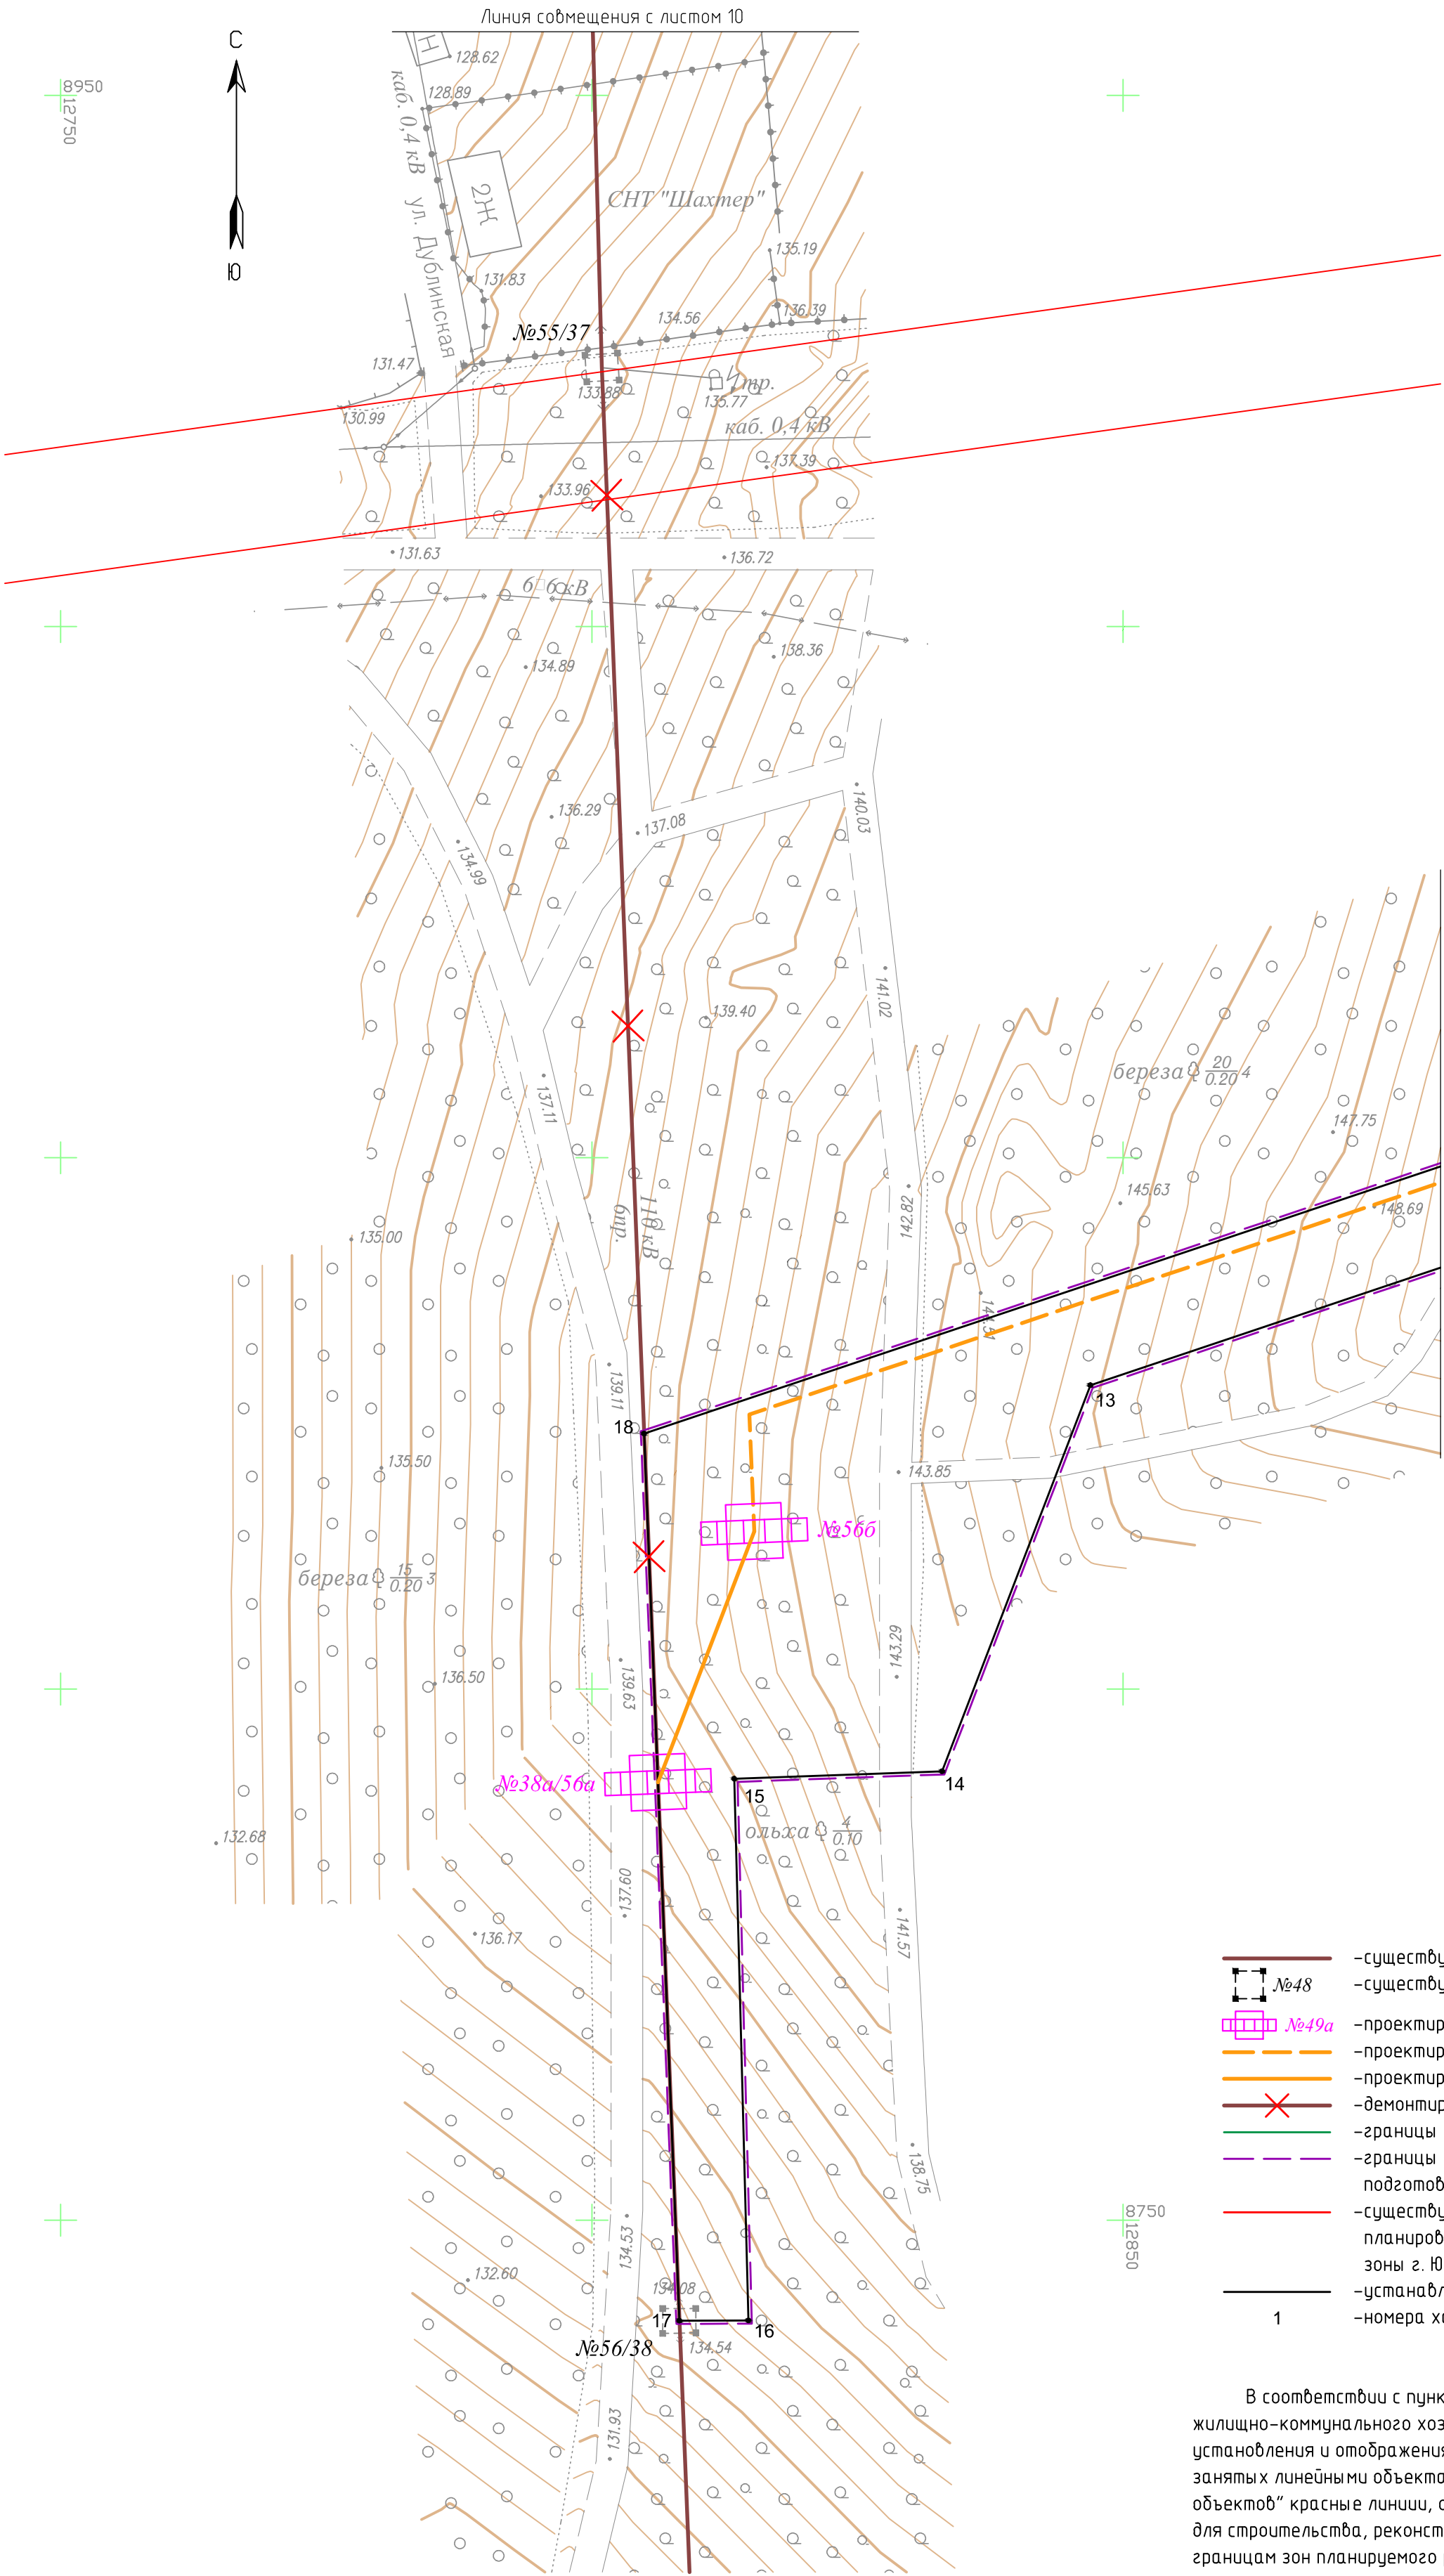 Линия совмещения с листом 10
С
Ю
8950
12750
Н
128.62
128.89
каб. 0,4 кВ
ул. Дублинская
2Ж
СНТ "Шахтер"
135.19
131.83
№55/37
134.56
136.39
131.47
133.88
тр.
135.77
130.99
каб. 0,4 кВ
137.39
133.96
131.63
136.72
138.36
134.89
140.03
136.29
137.08
134.99
141.02
139.40
береза 20
0.20 4
137.11
147.75
142.82
145.63
148.69
110 кВ
6пр.
135.00
139.11
18
13
135.50
143.85
№56б
береза 15
0.20 3
143.29
139.63
136.50
№38а/56а
14
15
ольха 4
0.10
132.68
137.60
136.17
141.57
138.75
134.53
132.60
134.08
17
16
134.54
№56/38
131.93
8750
12850
-существу
№48 -существу
№49а -проектир
-проектир
-проектир
-демонтир
-границы
-границы
подготов
-существу
планиров
зоны г. Ю
-устанавл
1 -номера ха
В соответствии с пунк
жилищно-коммунального хоз
установления и отображения
занятых линейными объекта
объектов" красные линии, о
для строительства, реконст
границам зон планируемого